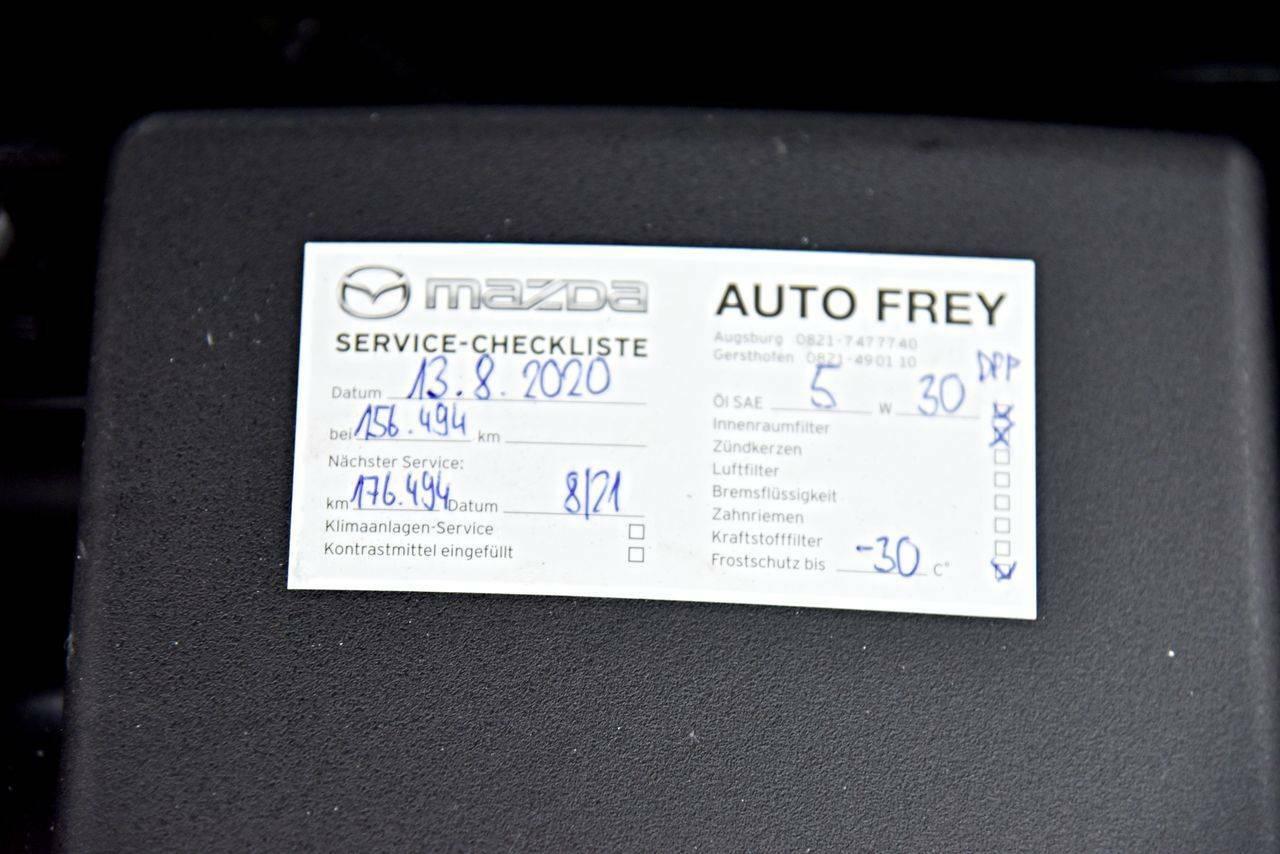 mazda
SERVICE-CHECKLISTE
Datum 13.8.2020
bei 156.494 km
Nächster Service:
km 176.494 Datum 8/21
Klimaanlagen-Service
Kontrastmittel eingefüllt
AUTO FREY
Augsburg 0821-7477740
Gersthofen 0821-490110
DPP
Öl SAE 5 W 30
Innenraumfilter
Zündkerzen
Luftfilter
Bremsflüssigkeit
Zahnriemen
Kraftstofffilter
Frostschutz bis -30 C°